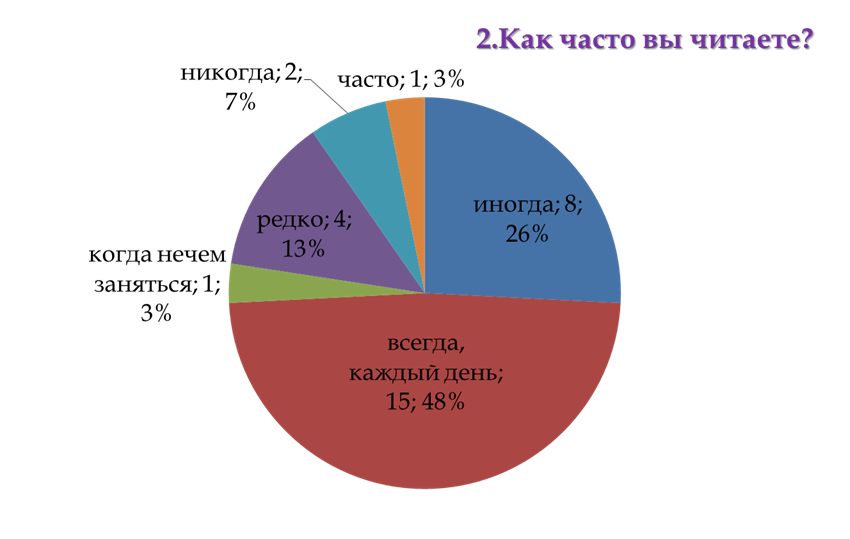 2.Как часто вы читаете?
никогда; 2;
7%
часто; 1; 3%
иногда; 8;
26%
редко; 4;
13%
когда нечем
заняться; 1;
3%
всегда,
каждый день;
15; 48%